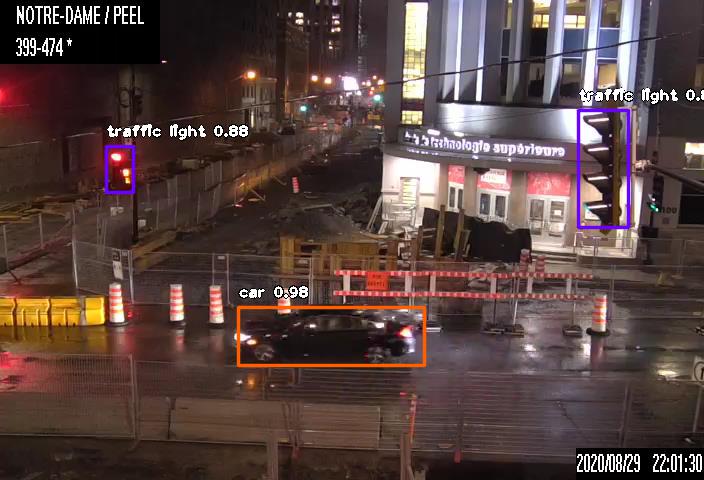 NOTRE-DAME / PEEL
399-474 *
traffic light 0.88
traffic light 0.8
technologie supérieure
car 0.98
2020/08/29 22:01:30